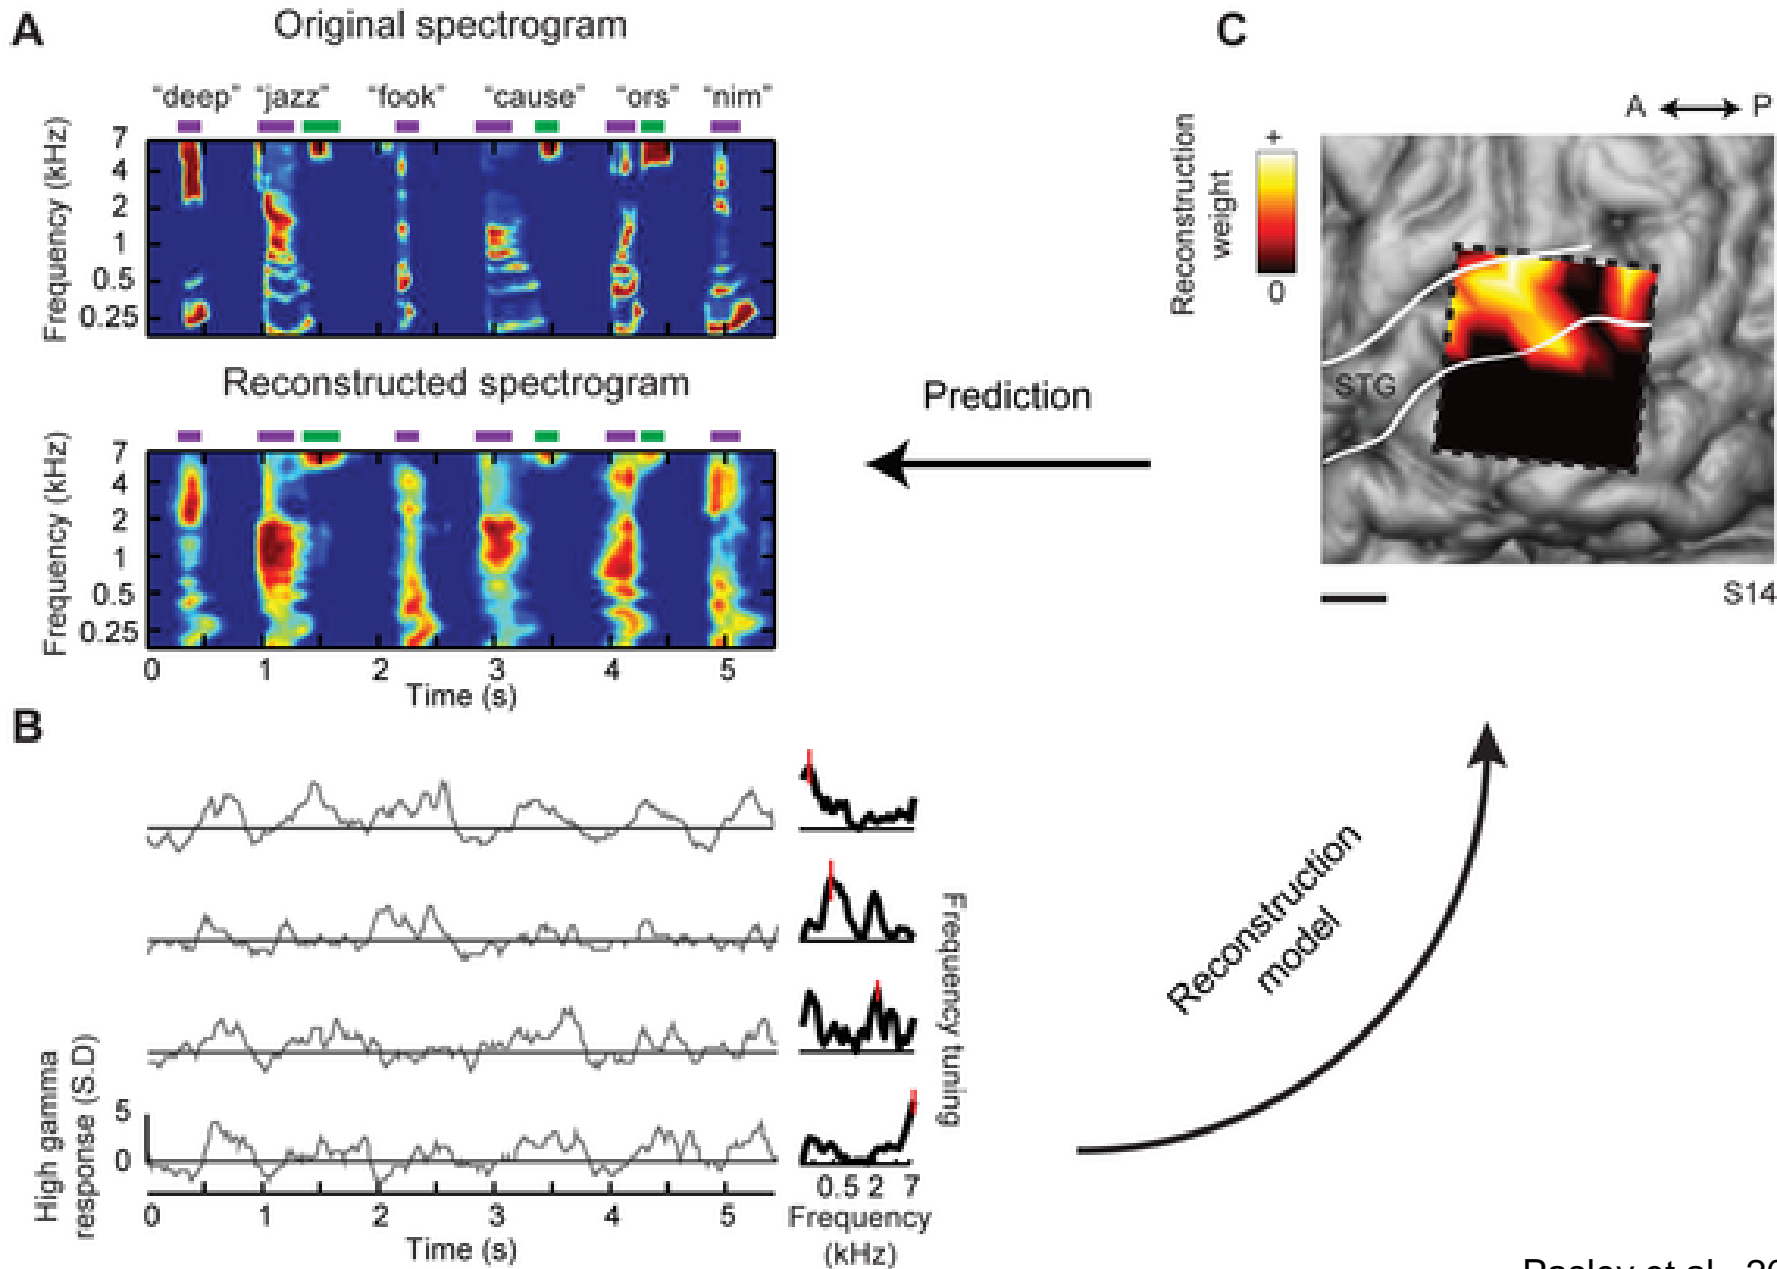 A
Original spectrogram
"deep" "jazz" "fook" "cause" "ors" "nim"
Frequency (kHz)
7
4
2
1
0.5
0.25
Reconstructed spectrogram
Frequency (kHz)
7
4
2
1
0.5
0.25
0 1 2 3 4 5
Time (s)
Prediction
C
A P
Reconstruction
weight
+
0
STG
S14
B
High gamma
response (S.D)
5
0
0 1 2 3 4 5
Time (s)
Frequency tuning
0.5 2 7
Frequency
(kHz)
Reconstruction
model
et al.